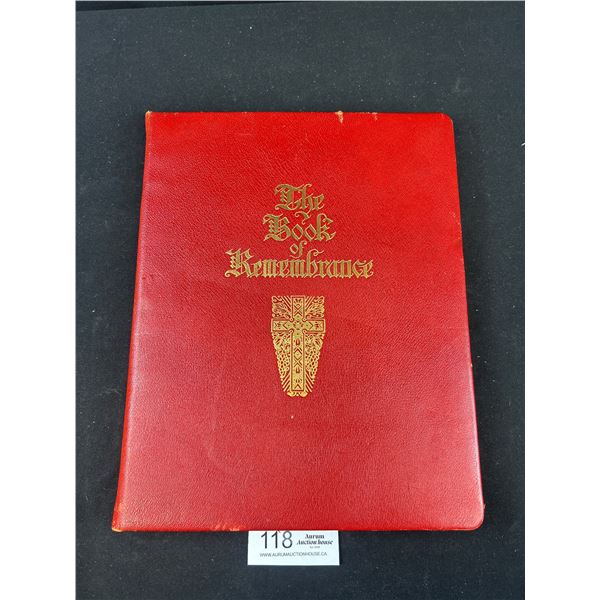 The
Book
of
Remembrance
118 Aurum
Auction house
WWW.AURUMAUCTIONHOUSE.CA